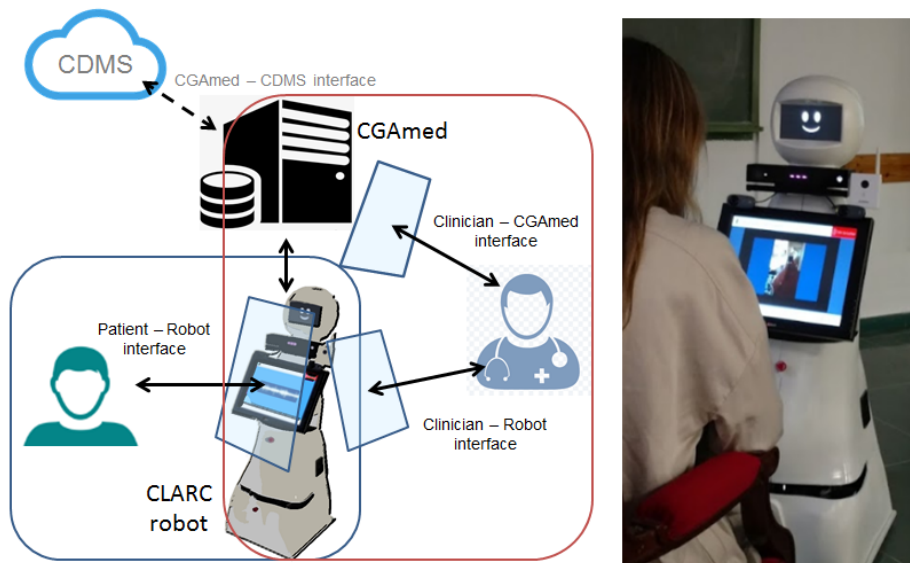 CDMS
CGAmed – CDMS interface
CGAmed
Clinician – CGAmed
interface
Patient – Robot
interface
Clinician – Robot
interface
CLARC
robot